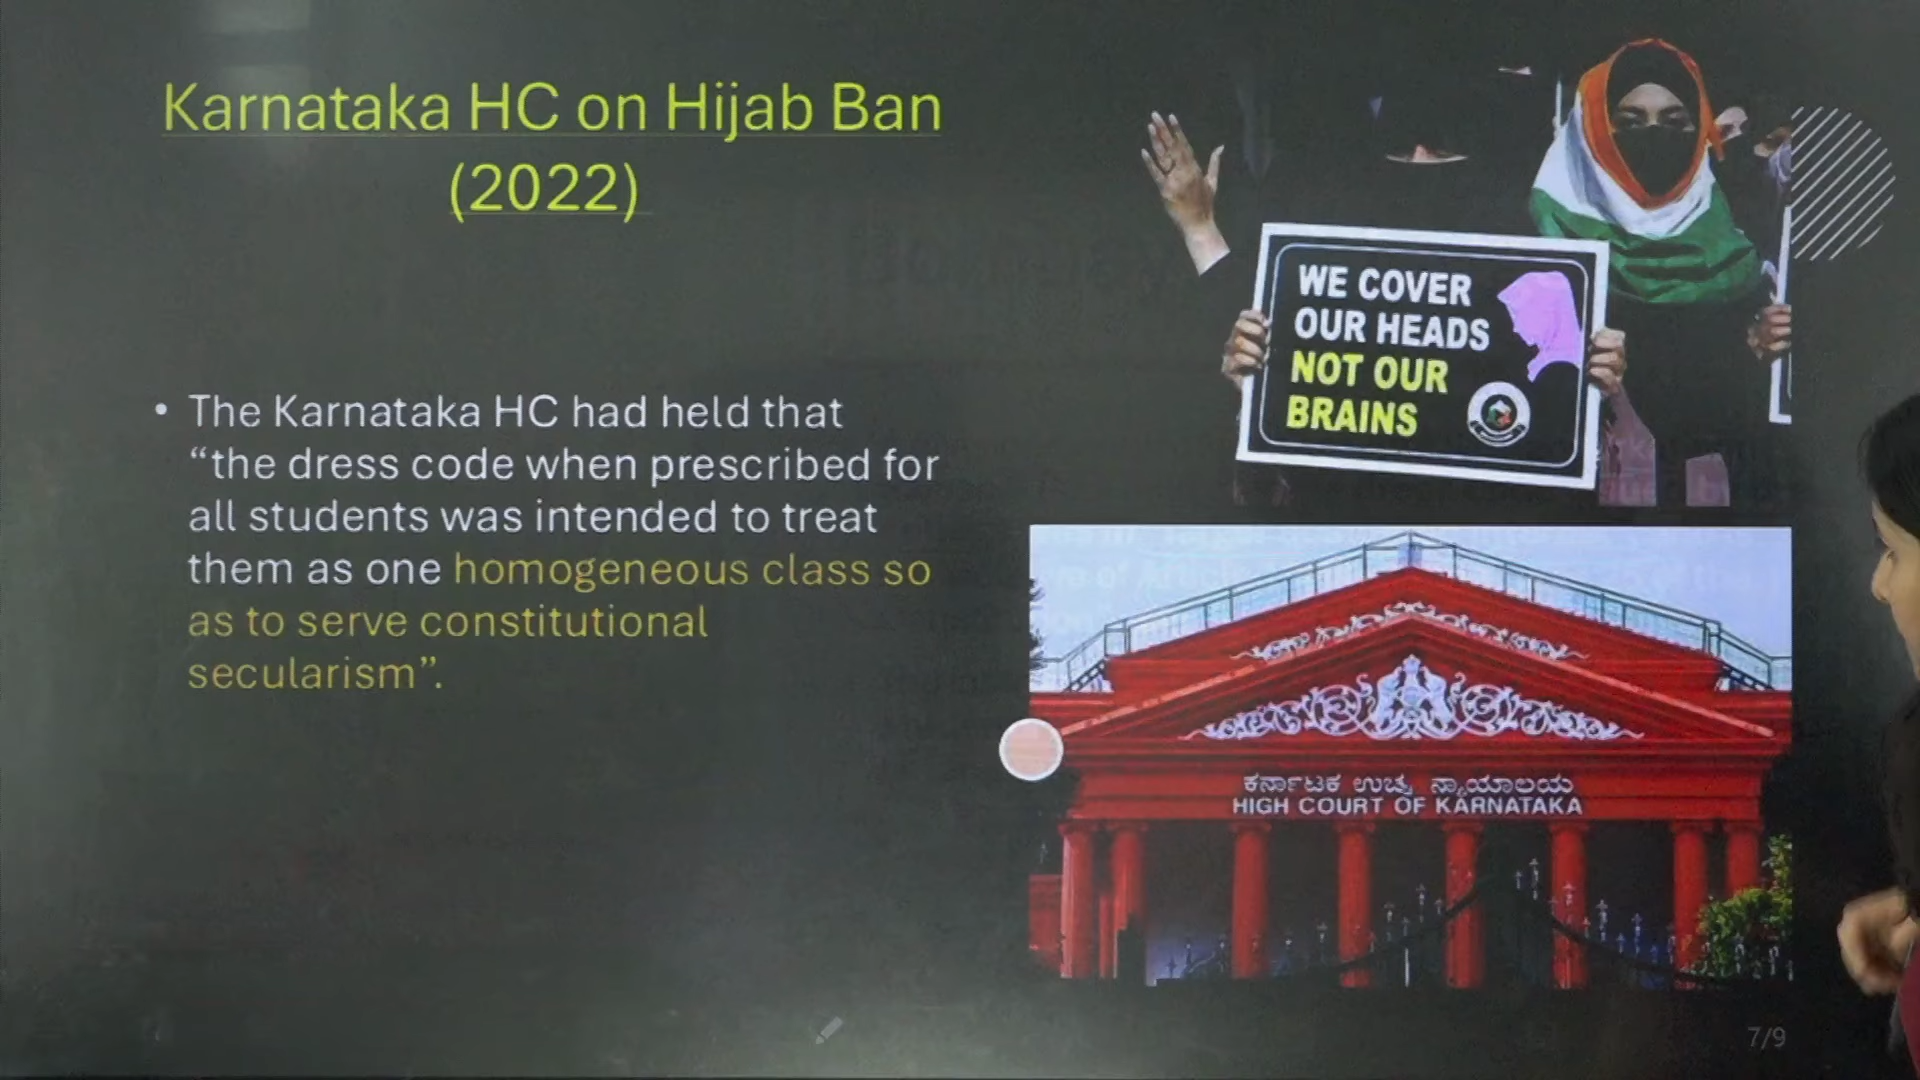 Karnataka HC on Hijab Ban
(2022)
• The Karnataka HC had held that
“the dress code when prescribed for
all students was intended to treat
them as one homogeneous class so
as to serve constitutional
secularism”.
WE COVER
OUR HEADS
NOT OUR
BRAINS
ಕರ್ನಾಟಕ ಉಚ್ಚ ನ್ಯಾಯಾಲಯ
HIGH COURT OF KARNATAKA
7/9